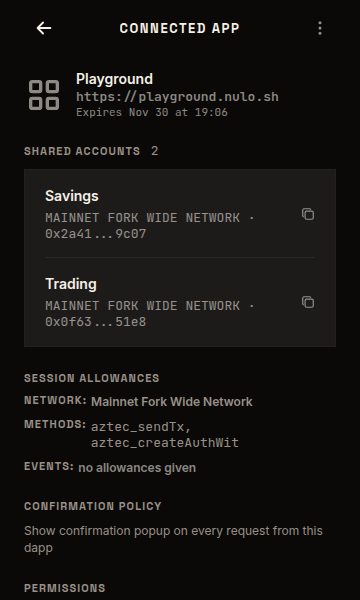 CONNECTED APP
Playground
https://playground.nulo.sh
Expires Nov 30 at 19:06
SHARED ACCOUNTS 2
Savings
MAINNET FORK WIDE NETWORK ·
0x2a41...9c07
Trading
MAINNET FORK WIDE NETWORK ·
0x0f63...51e8
SESSION ALLOWANCES
NETWORK: Mainnet Fork Wide Network
METHODS: aztec_sendTx,
aztec_createAuthWit
EVENTS: no allowances given
CONFIRMATION POLICY
Show confirmation popup on every request from this
dapp
PERMISSIONS